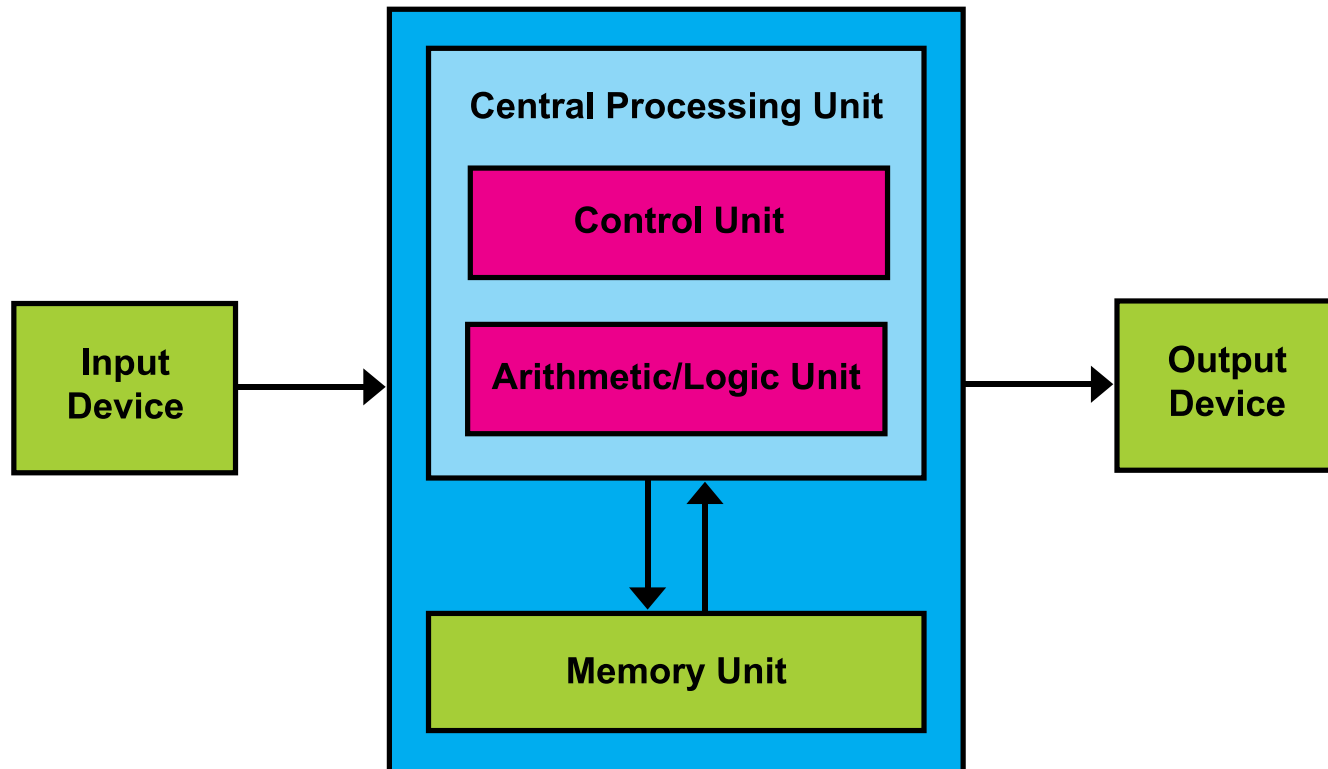 Central Processing Unit
Control Unit
Input
Device
Arithmetic/Logic Unit
Output
Device
Memory Unit